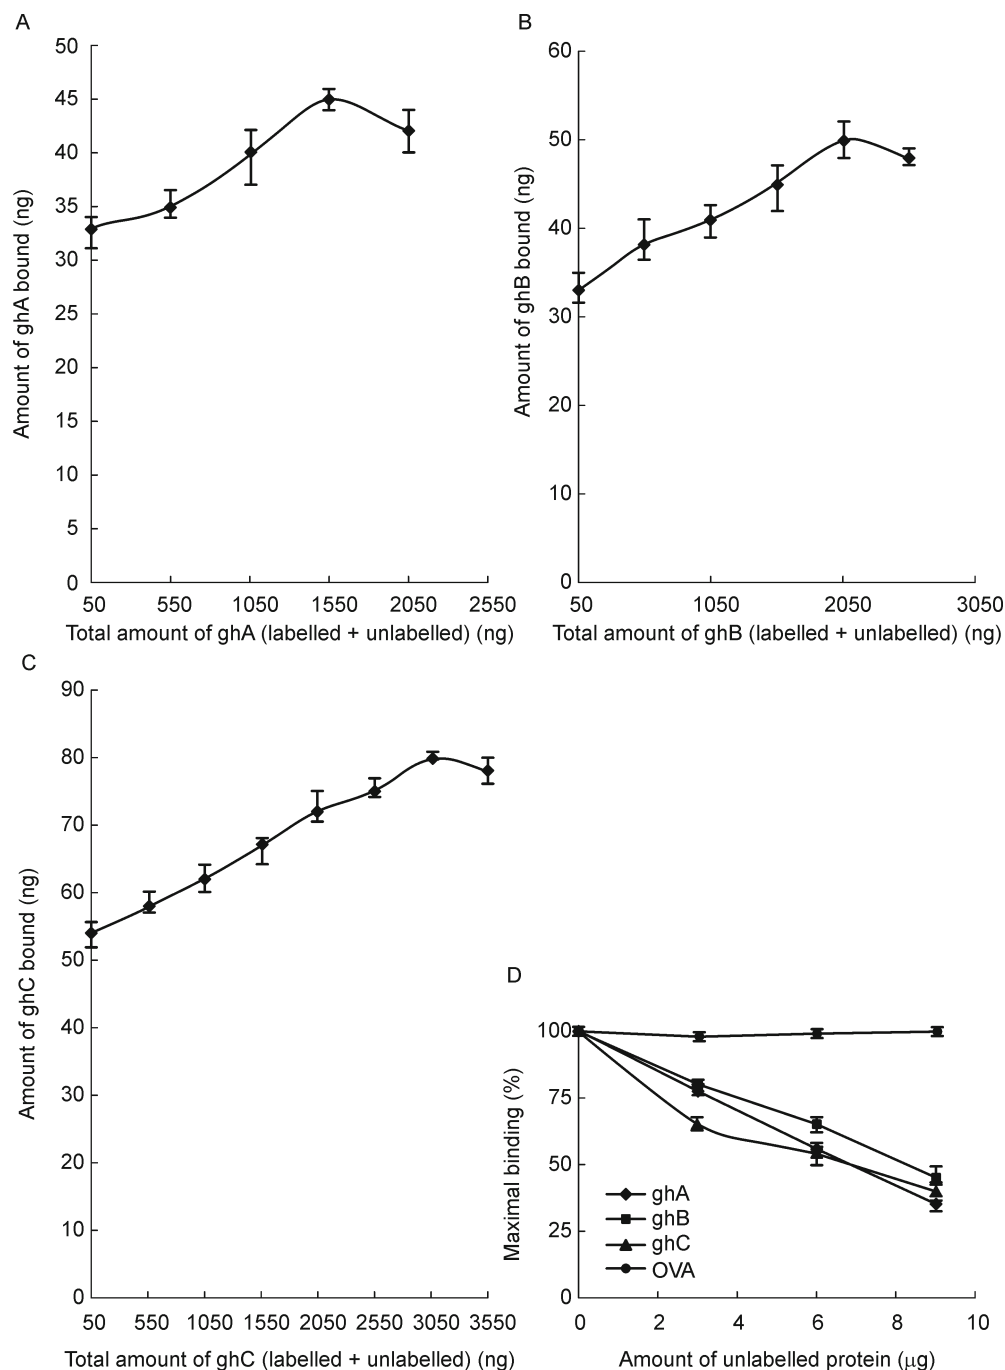 A
50
45
40
35
30
25
20
15
10
5
0
50 550 1050 1550 2050 2550
Amount of ghA bound (ng)
Total amount of ghA (labelled + unlabelled) (ng)
B
60
50
40
30
20
10
0
50 1050 2050 3050
Amount of ghB bound (ng)
Total amount of ghB (labelled + unlabelled) (ng)
C
90
80
70
60
50
40
30
20
10
0
50 550 1050 1550 2050 2550 3050 3550
Amount of ghC bound (ng)
Total amount of ghC (labelled + unlabelled) (ng)
D
100
75
50
25
0
0 2 4 6 8 10
Maximal binding (%)
ghA
ghB
ghC
OVA
Amount of unlabelled protein (μg)